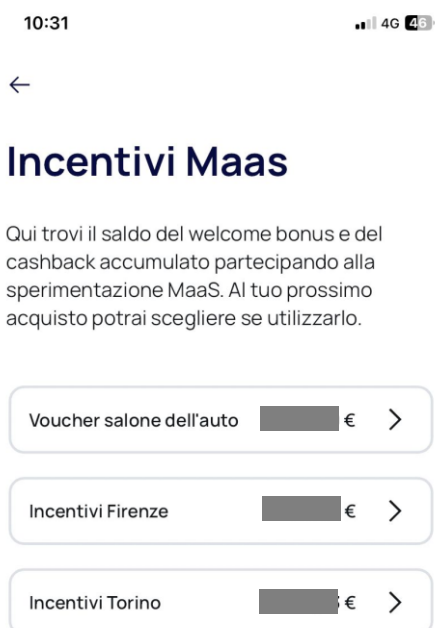 10:31
4G 46
Incentivi Maas
Qui trovi il saldo del welcome bonus e del
cashback accumulato partecipando alla
sperimentazione MaaS. Al tuo prossimo
acquisto potrai scegliere se utilizzarlo.
Voucher salone dell'auto €
Incentivi Firenze €
Incentivi Torino €